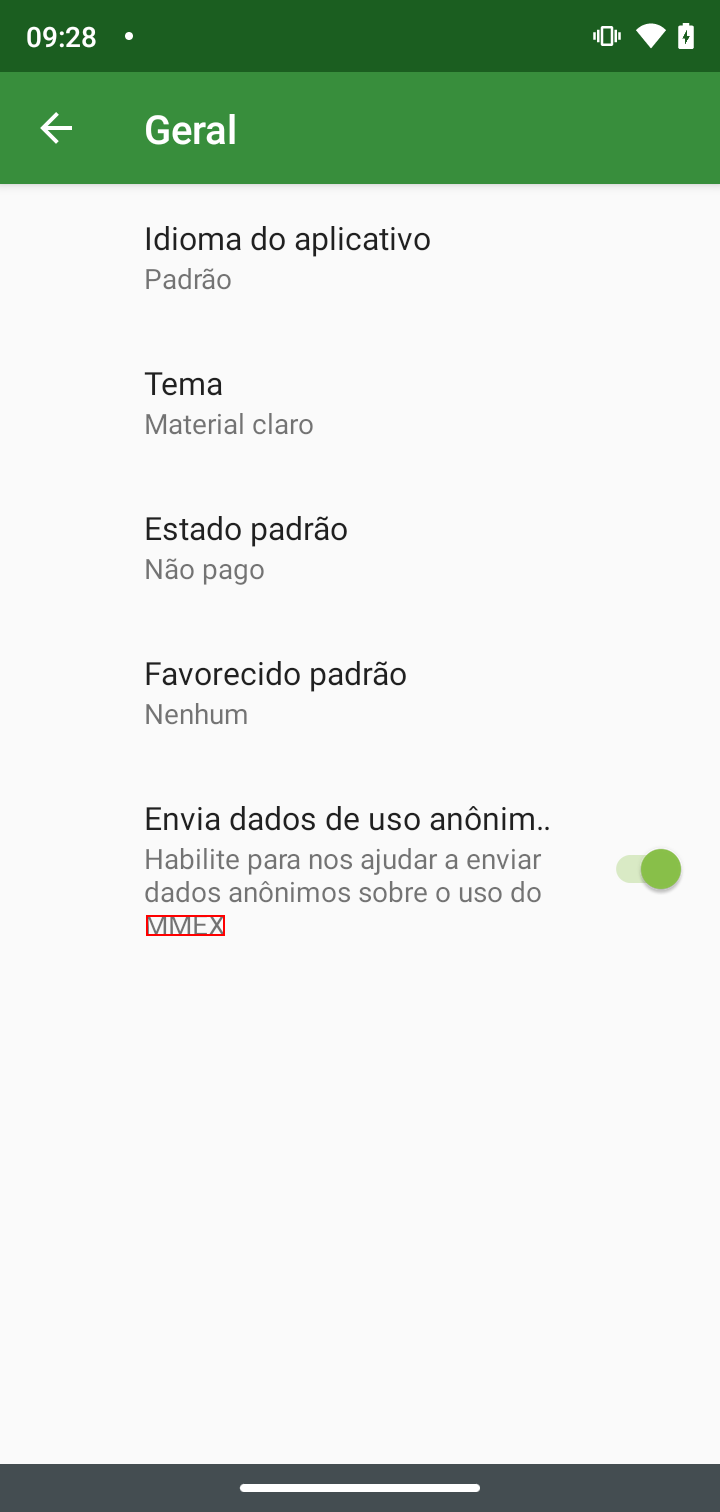 09:28
Geral
Idioma do aplicativo
Padrão
Tema
Material claro
Estado padrão
Não pago
Favorecido padrão
Nenhum
Envia dados de uso anônim..
Habilite para nos ajudar a enviar
dados anônimos sobre o uso do
MMEX